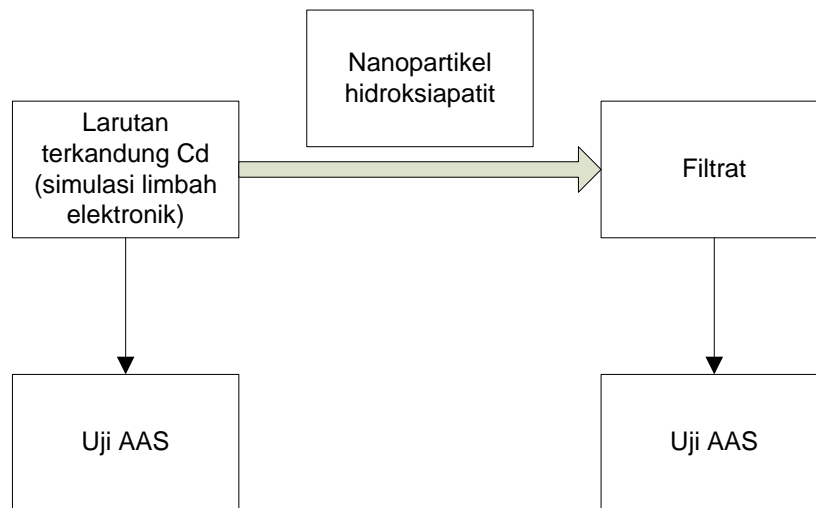 Nanopartikel
hidroksiapatit
Larutan
terkandung Cd
(simulasi limbah
elektronik)
Filtrat
Uji AAS
Uji AAS